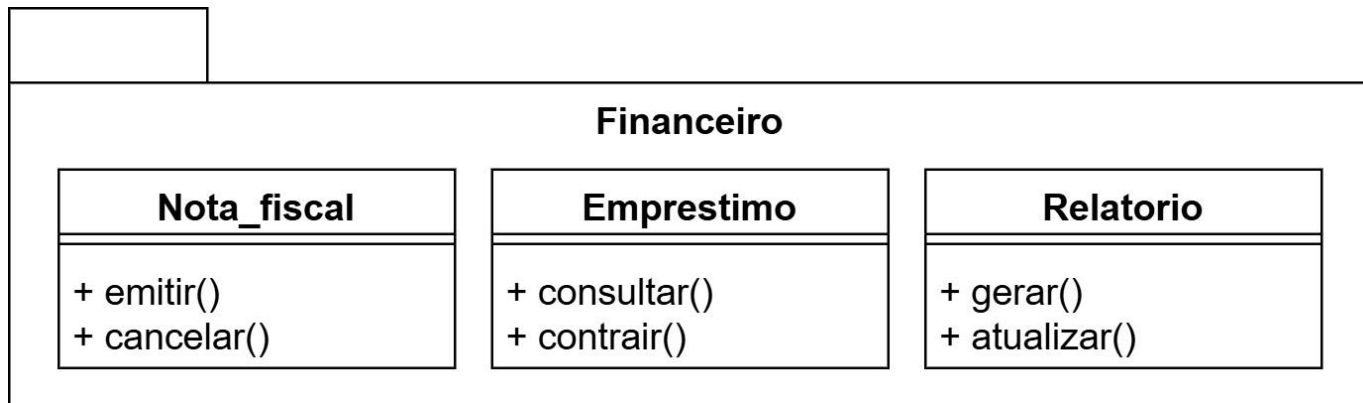 Financeiro
Nota_fiscal
+ emitir()
+ cancelar()
Emprestimo
+ consultar()
+ contrair()
Relatorio
+ gerar()
+ atualizar()